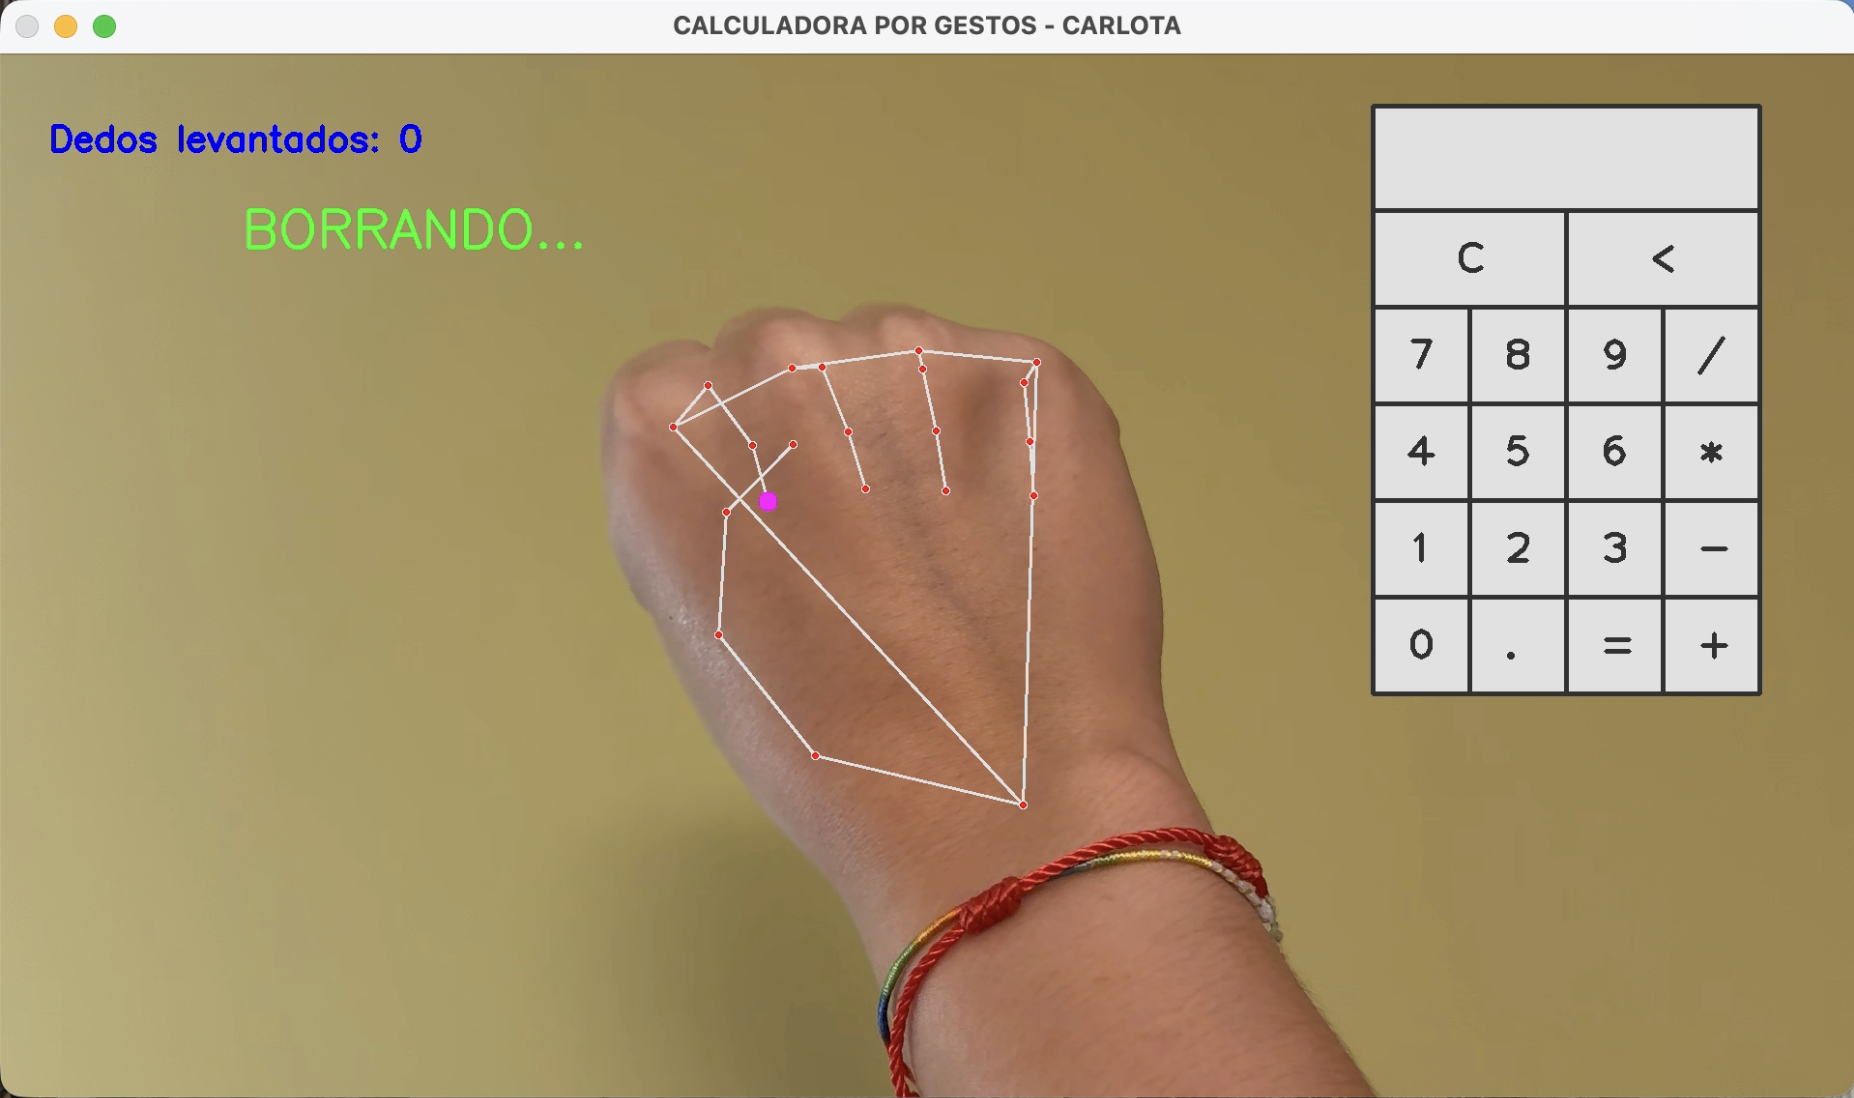 CALCULADORA POR GESTOS - CARLOTA
Dedos levantados: 0
BORRANDO...
C <
7 8 9 /
4 5 6 *
1 2 3 -
0 . = +